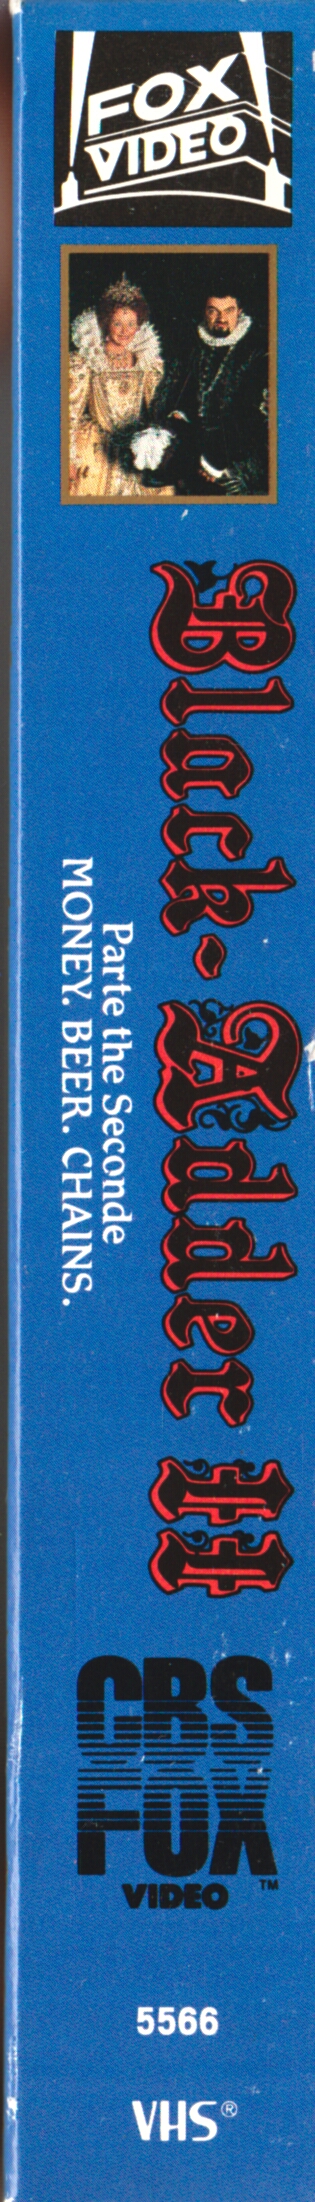 FOX
VIDEO
Black-Adder II
Parte the Seconde
MONEY. BEER. CHAINS.
CBS
FOX
VIDEO ™
5566
VHS®